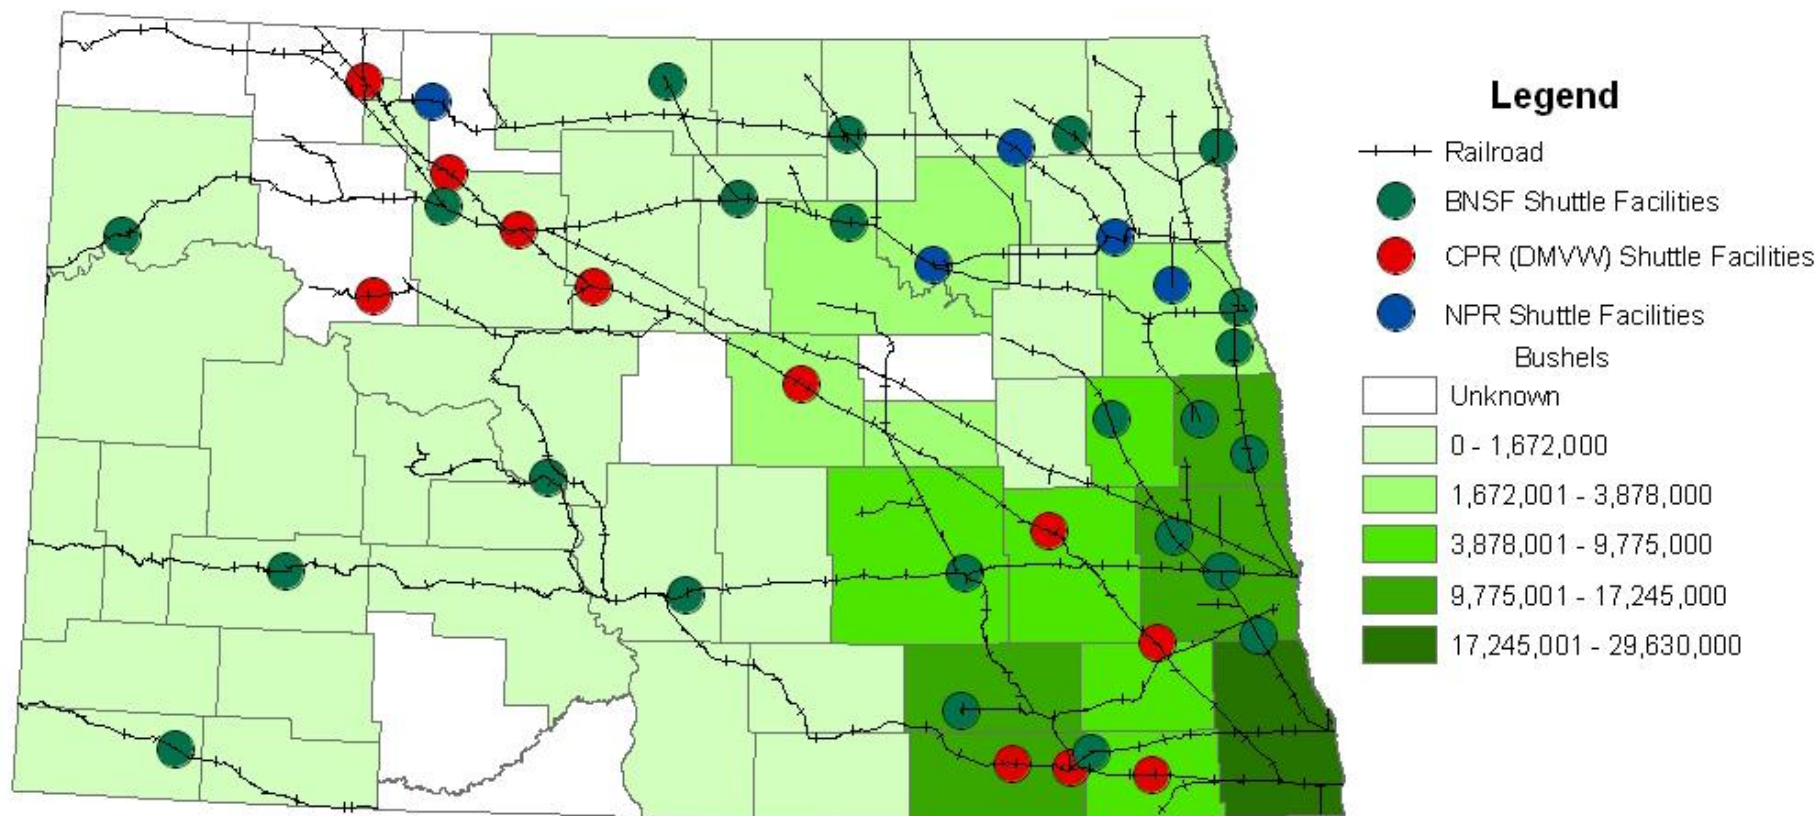 Legend
Railroad
BNSF Shuttle Facilities
CPR (DMVW) Shuttle Facilities
NPR Shuttle Facilities
Bushels
Unknown
0 - 1,672,000
1,672,001 - 3,878,000
3,878,001 - 9,775,000
9,775,001 - 17,245,000
17,245,001 - 29,630,000